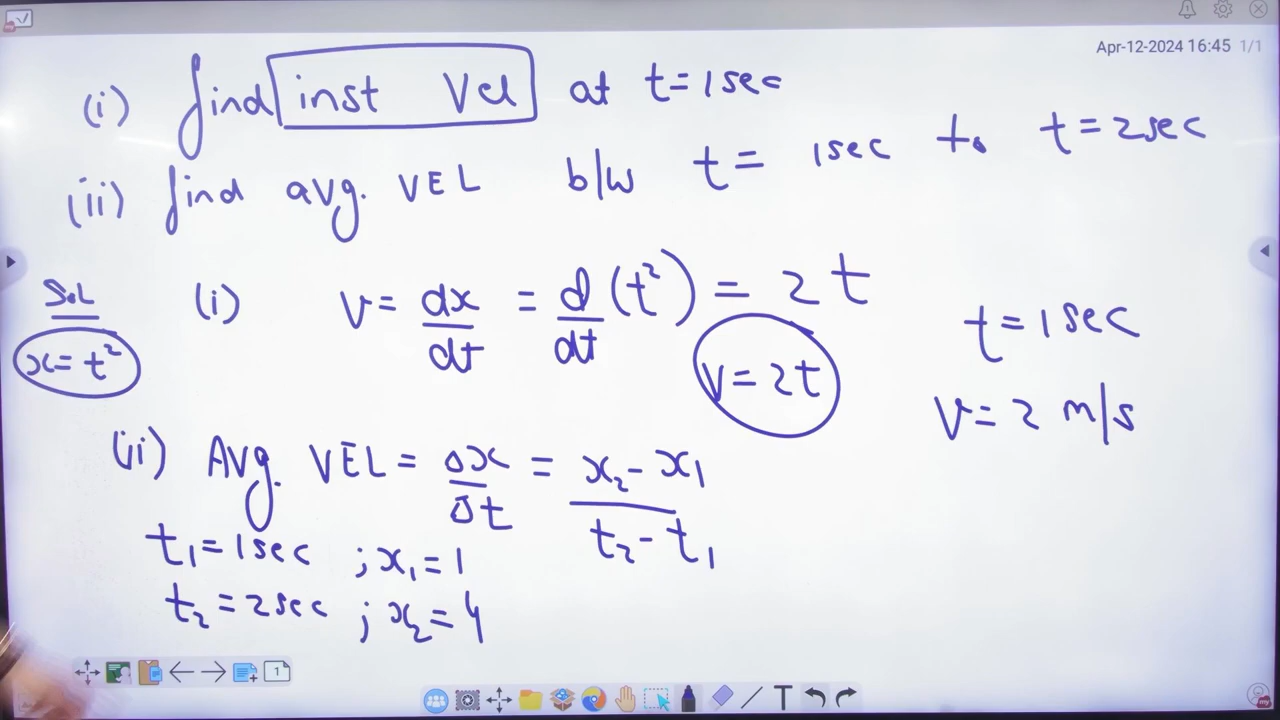 Apr-12-2024 16:45 1/1
(i) find inst Vel at t=1sec
(ii) find avg. VEL b/w t= 1sec to t=2sec
Sol (i) v= dx/dt = d/dt (t²) = 2t
x=t²
v=2t
t=1sec
v=2 m/s
(ii) Avg. VEL = Δx/Δt = x₂-x₁/t₂-t₁
t₁=1sec ; x₁=1
t₂=2sec ; x₂=4
1
T